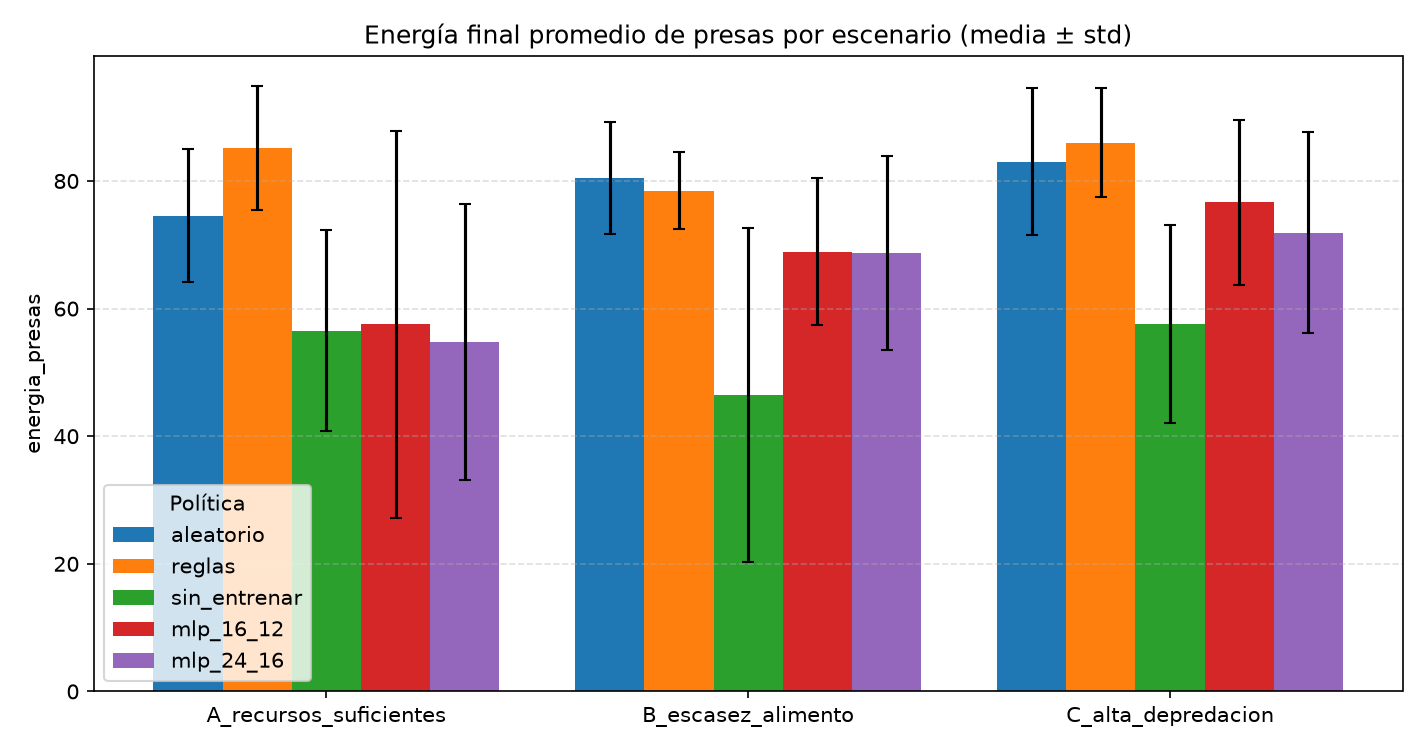 Energía final promedio de presas por escenario (media ± std)
energia_presas
80
60
40
20
0
Política
aleatorio
reglas
sin_entrenar
mlp_16_12
mlp_24_16
A_recursos_suficientes
B_escasez_alimento
C_alta_depredacion